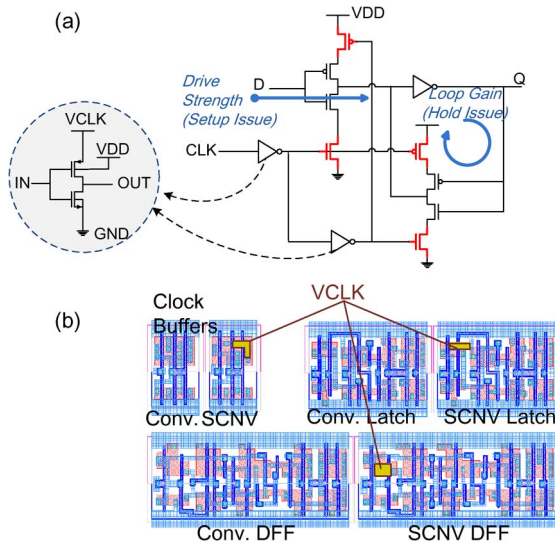 (a)
VDD
Drive
Strength
(Setup Issue)
D
Q
Loop Gain
(Hold Issue)
VCLK
VDD
IN
OUT
GND
CLK
(b)
VCLK
Clock
Buffers
Conv. SCNV
Conv. Latch
SCNV Latch
Conv. DFF
SCNV DFF